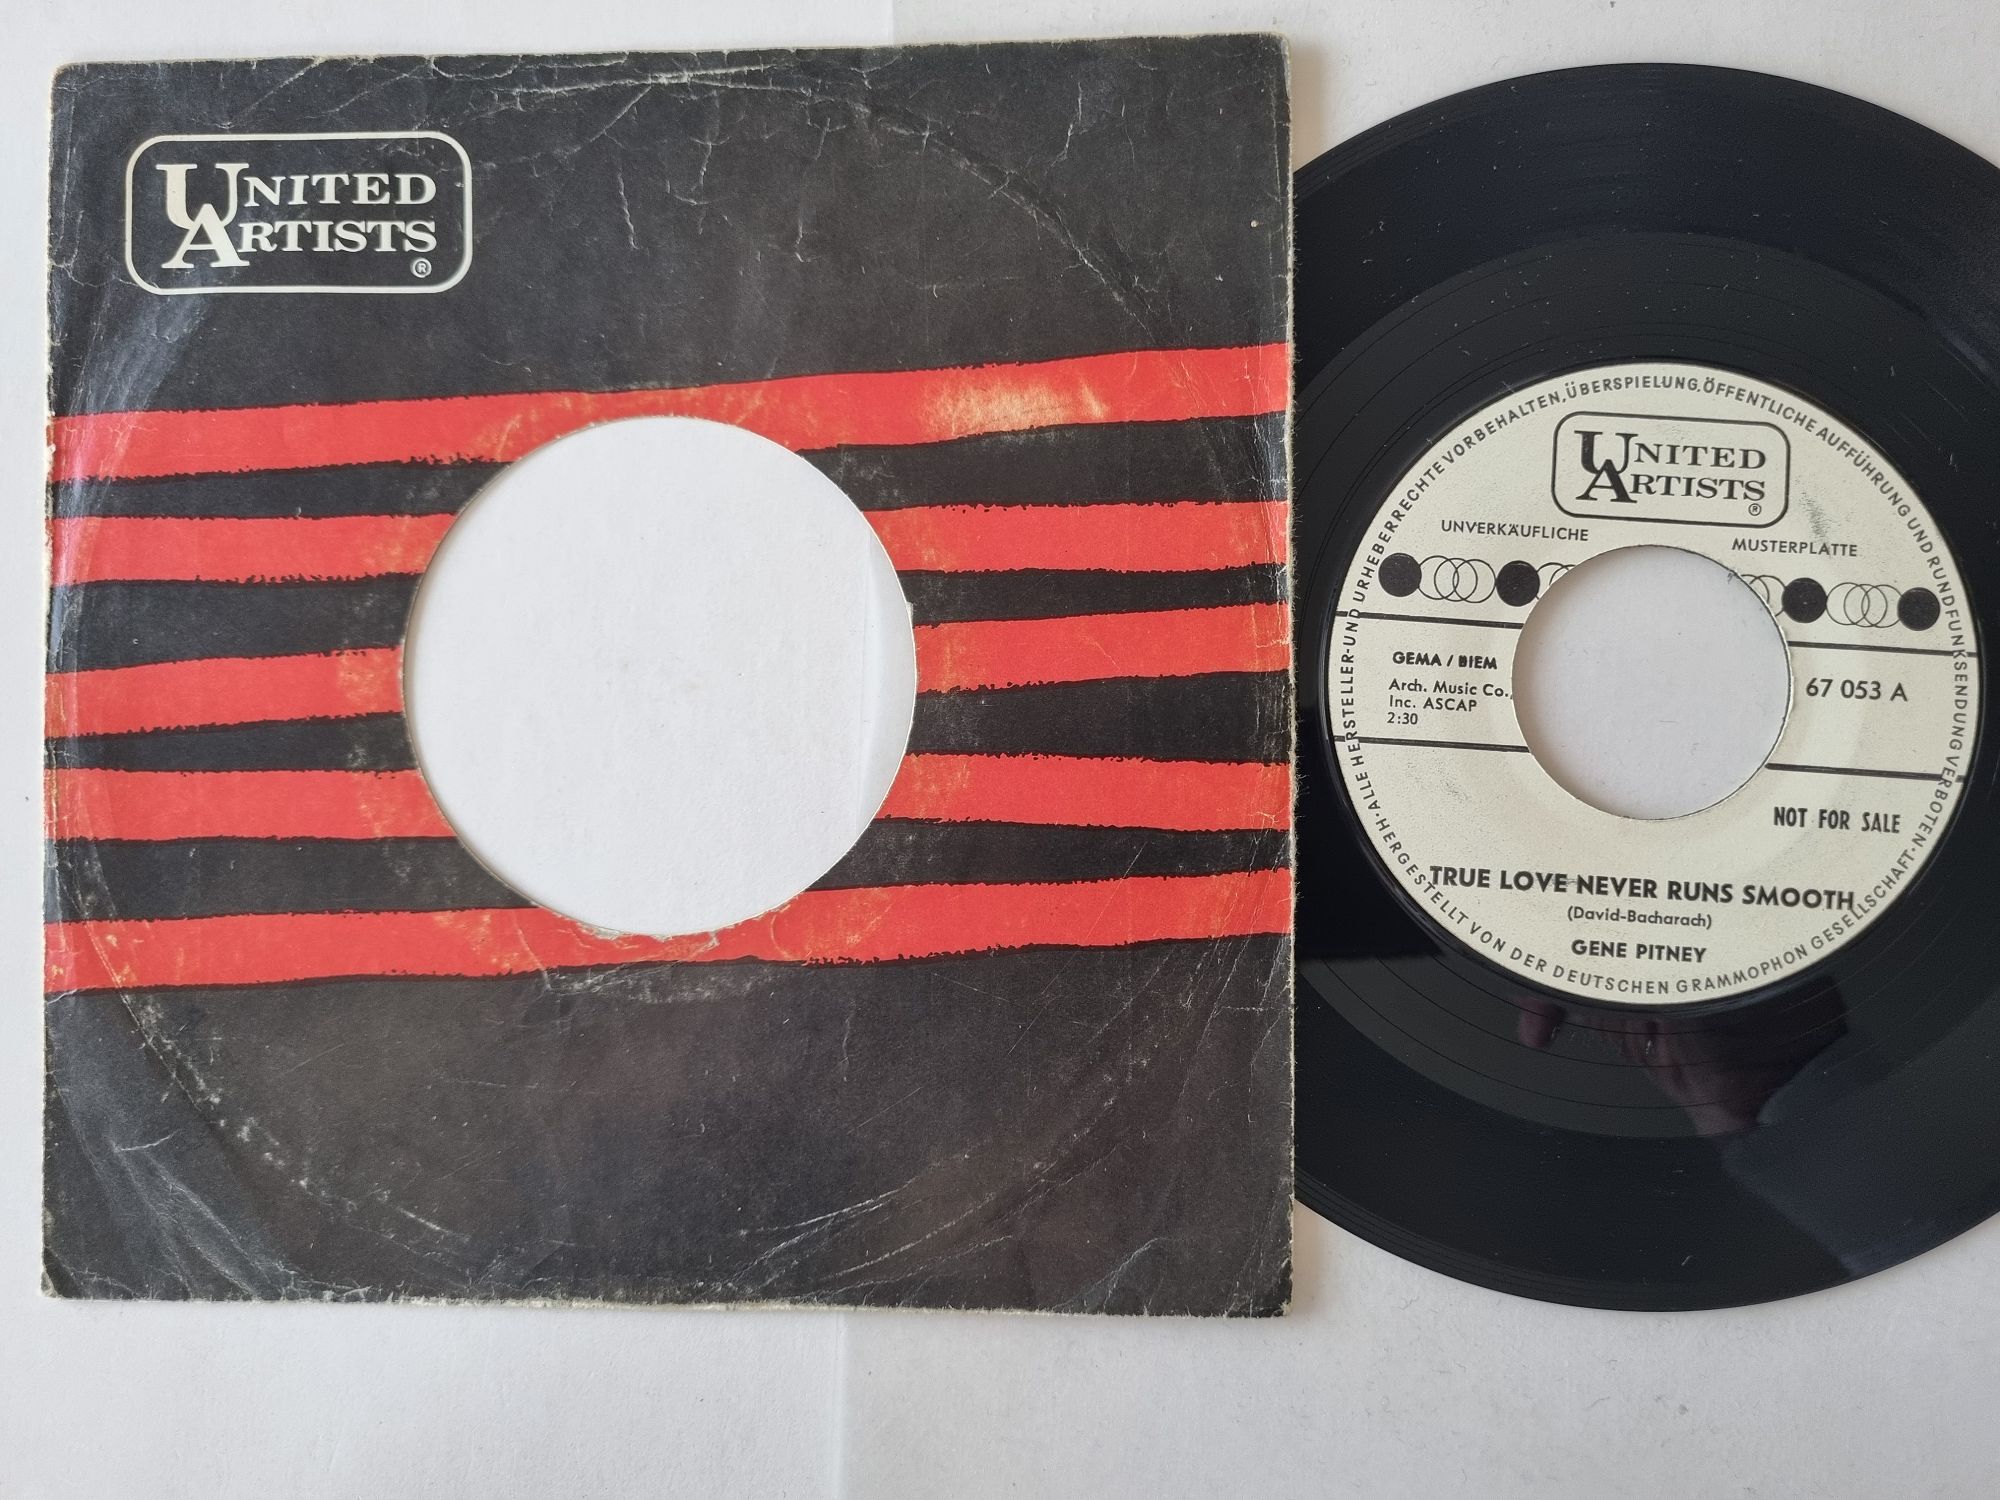 UNITED
ARTISTS
®
ALLE HERSTELLER- UND URHEBERRECHTE VORBEHALTEN, ÜBERSPIELUNG, ÖFFENTLICHE AUFFÜHRUNG UND RUNDFUNKSENDUNG VERBOTEN · HERGESTELLT VON DER DEUTSCHEN GRAMMOPHON GESELLSCHAFT · H ·
UNITED
ARTISTS
®
UNVERKÄUFLICHE MUSTERPLATTE
GEMA / BIEM
Arch. Music Co.,
Inc. ASCAP
2:30
67 053 A
NOT FOR SALE
TRUE LOVE NEVER RUNS SMOOTH
(David-Bacharach)
GENE PITNEY